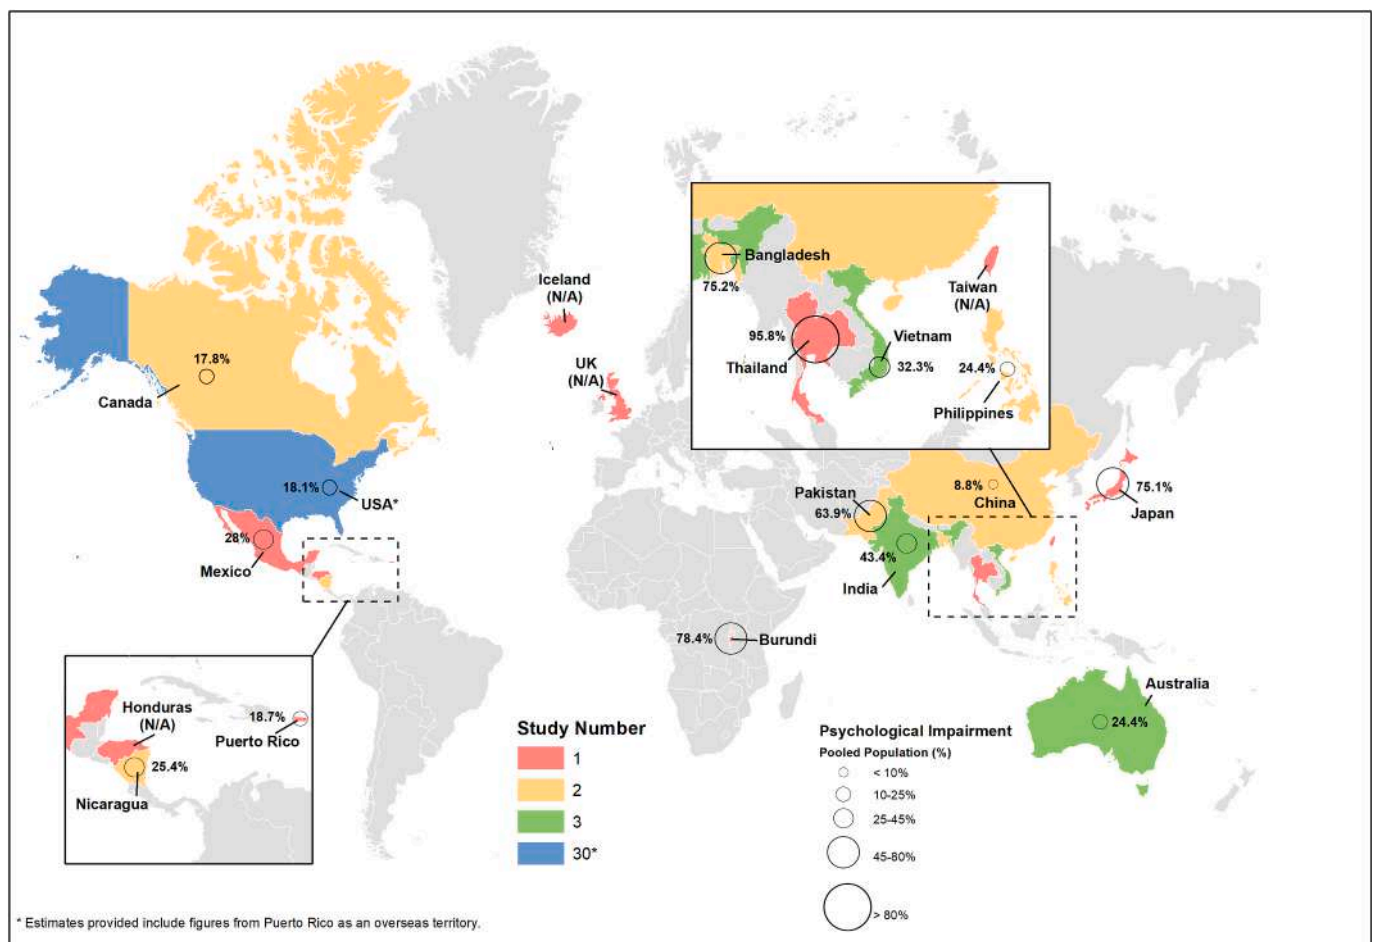 Iceland
(N/A)
UK
(N/A)
17.8%
Canada
18.1%
USA*
28%
Mexico
Bangladesh
75.2%
Taiwan
(N/A)
95.8%
Thailand
Vietnam
32.3%
24.4%
Philippines
Pakistan
63.9%
8.8%
China
75.1%
Japan
43.4%
India
78.4%
Burundi
Australia
24.4%
Honduras
(N/A)
18.7%
Puerto Rico
25.4%
Nicaragua
Study Number
1
2
3
30*
Psychological Impairment
Pooled Population (%)
< 10%
10-25%
25-45%
45-80%
> 80%
* Estimates provided include figures from Puerto Rico as an overseas territory.